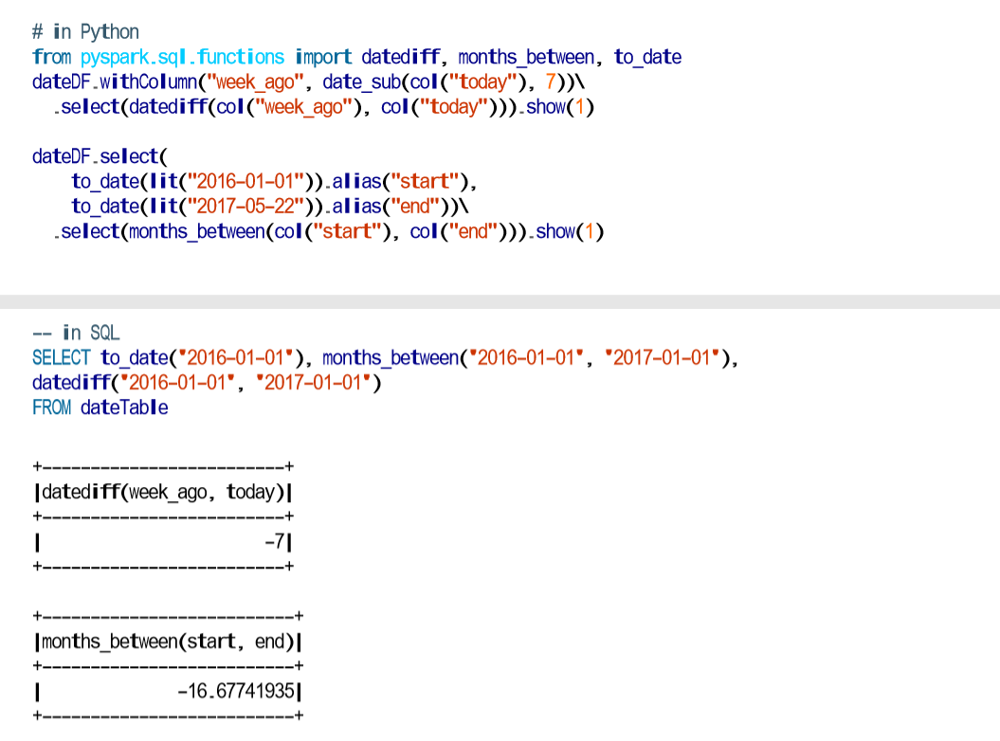 # in Python
from pyspark.sql.functions import datediff, months_between, to_date
dateDF.withColumn("week_ago", date_sub(col("today"), 7))\
  .select(datediff(col("week_ago"), col("today"))).show(1)

dateDF.select(
    to_date(lit("2016-01-01")).alias("start"),
    to_date(lit("2017-05-22")).alias("end"))\
  .select(months_between(col("start"), col("end"))).show(1)

-- in SQL
SELECT to_date('2016-01-01'), months_between('2016-01-01', '2017-01-01'),
datediff('2016-01-01', '2017-01-01')
FROM dateTable

+-------------------------+
|datediff(week_ago, today)|
+-------------------------+
|                       -7|
+-------------------------+

+--------------------------+
|months_between(start, end)|
+--------------------------+
|              -16.67741935|
+--------------------------+